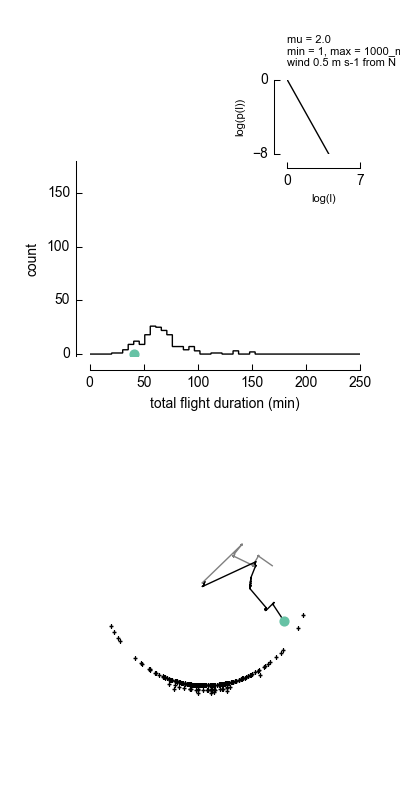 mu = 2.0
min = 1, max = 1000_m
wind 0.5 m s-1 from N
0
log(p(l))
−8
0 7
log(l)
150
100
count
50
0
0 50 100 150 200 250
total flight duration (min)